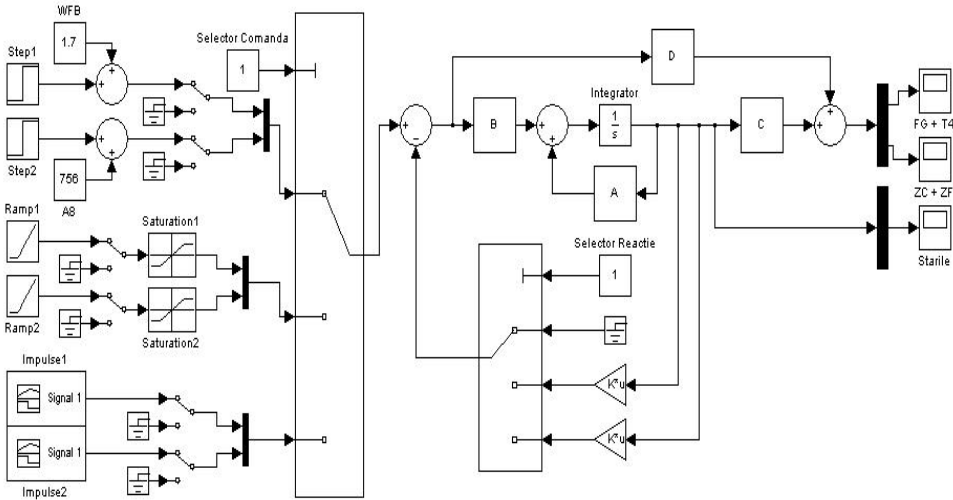 WFB
1.7
Step1
Selector Comanda
1
Step2
756
A8
Ramp1
Saturation1
Ramp2
Saturation2
Impulse1
Signal 1
Signal 1
Impulse2
D
B
Integrator
1
s
C
A
FG + T4
ZC + ZF
Starile
Selector Reactie
1
K*u
K*u